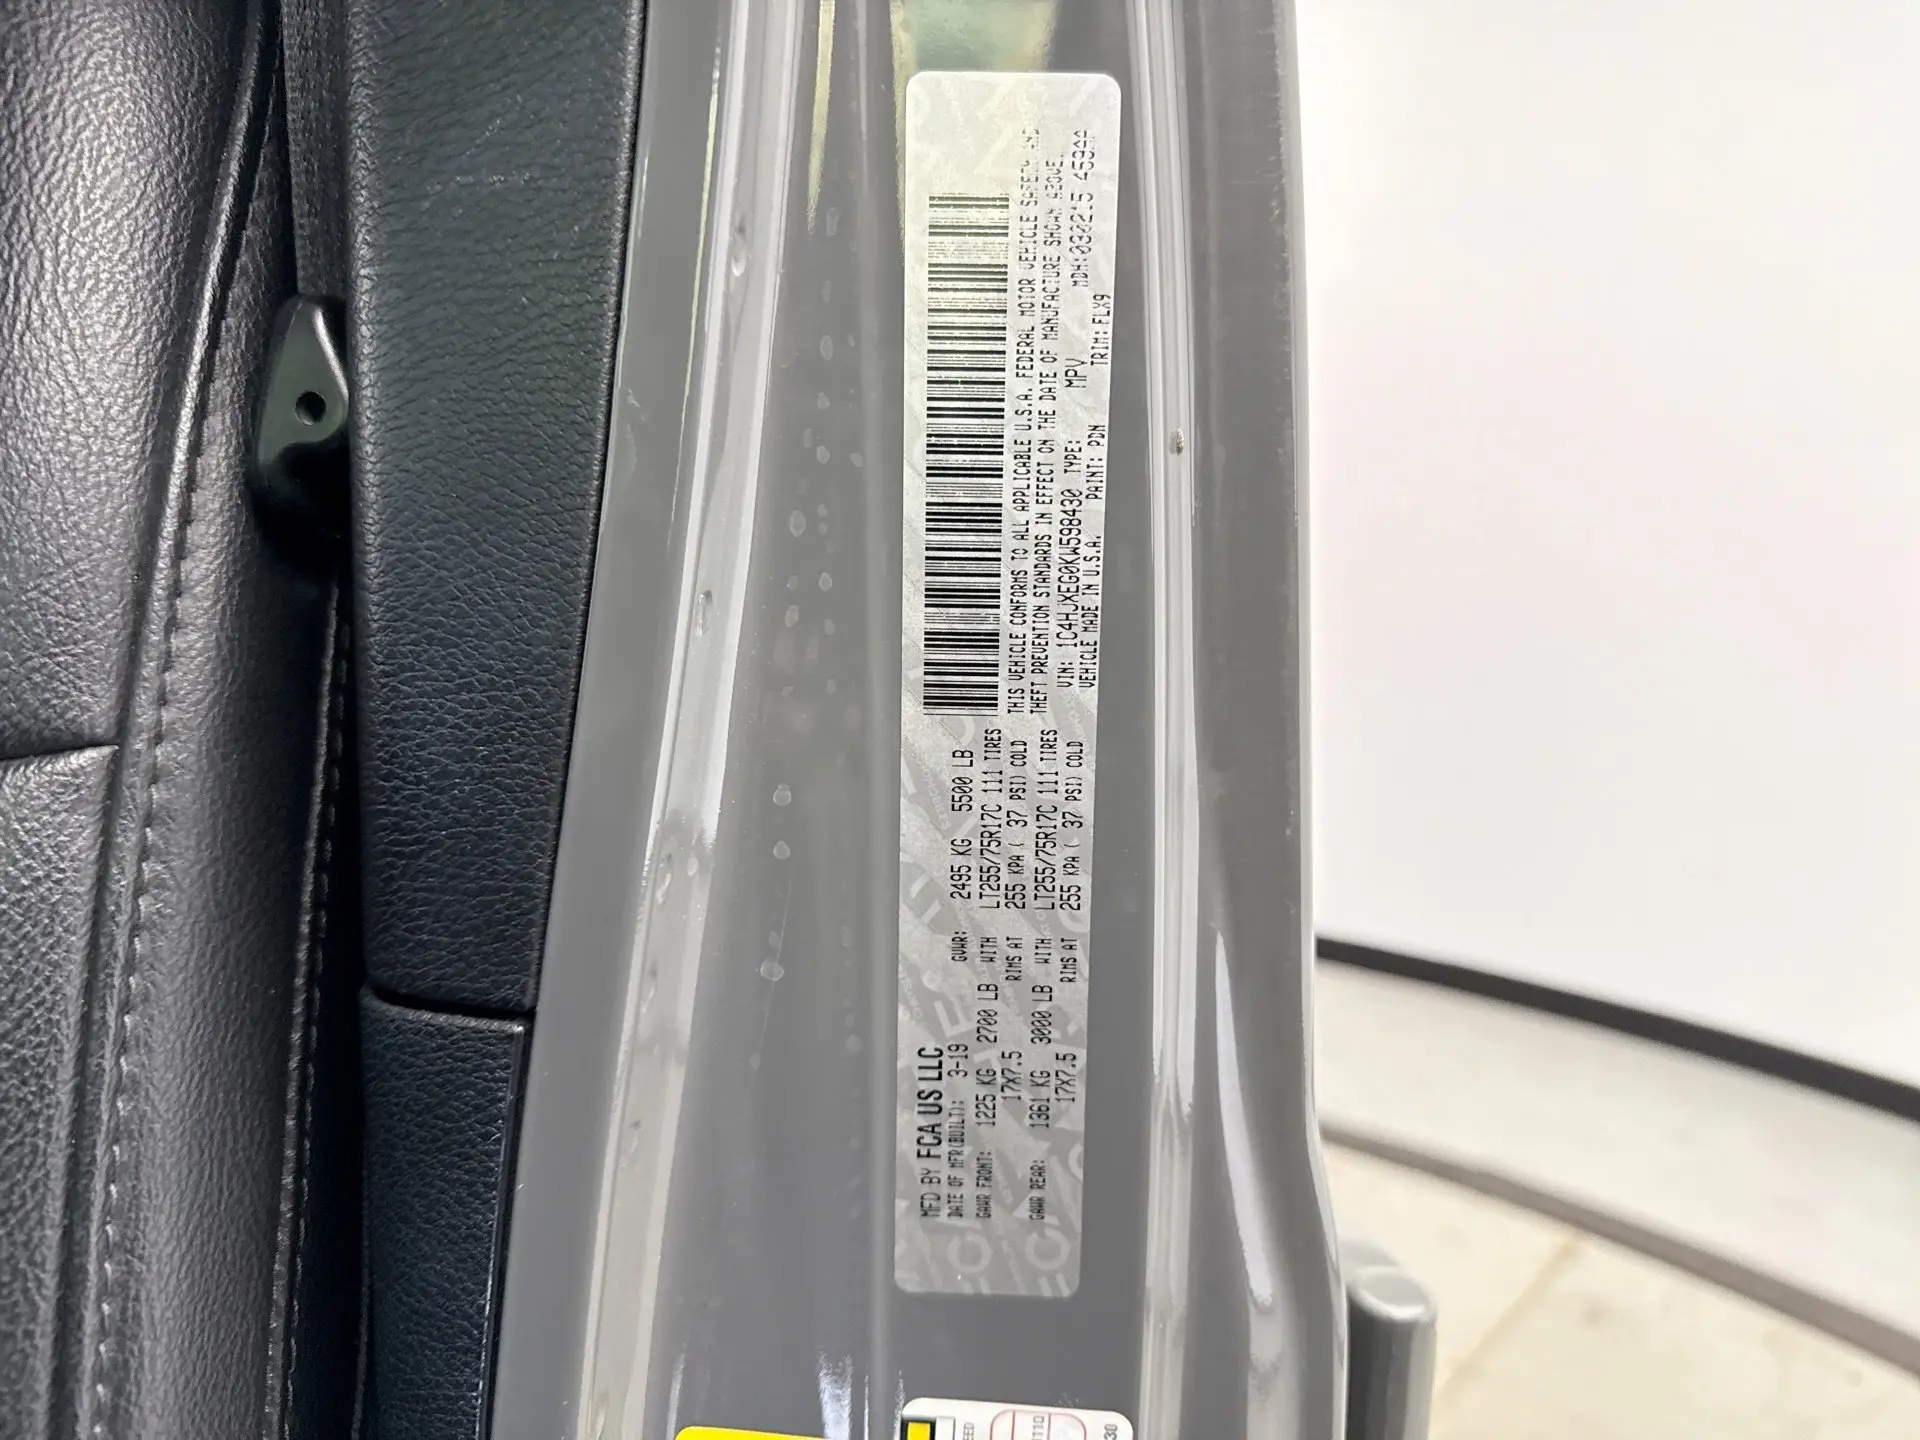 MFD BY FCA US LLC
DATE OF MFR(BUILT): 3-19 GVWR: 2495 KG 5500 LB
GAWR FRONT: 1225 KG 2700 LB WITH LT255/75R17C 111 TIRES
17X7.5 RIMS AT 255 KPA ( 37 PSI) COLD
GAWR REAR: 1361 KG 3000 LB WITH LT255/75R17C 111 TIRES
17X7.5 RIMS AT 255 KPA ( 37 PSI) COLD
THIS VEHICLE CONFORMS TO ALL APPLICABLE U.S.A. FEDERAL MOTOR VEHICLE SAFETY AND
THEFT PREVENTION STANDARDS IN EFFECT ON THE DATE OF MANUFACTURE SHOWN ABOVE.
VIN: 1C4HJXEG0KW598430 TYPE: MPV MDH: 030215 459AA
VEHICLE MADE IN U.S.A. PAINT: PDN TRIM: FLX9
110
30